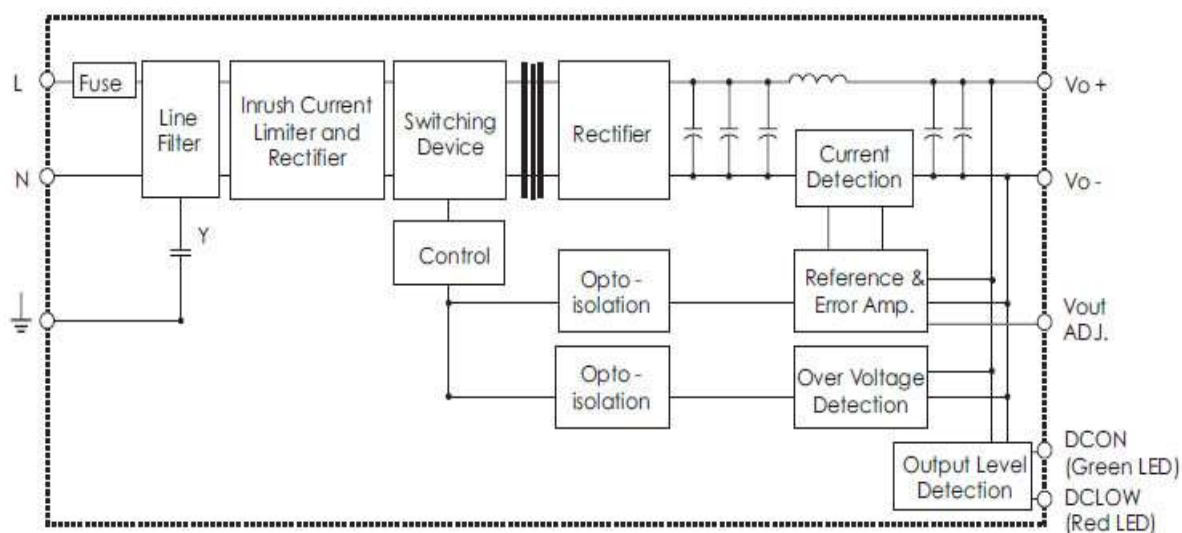 L
Fuse
Line
Filter
Inrush Current
Limiter and
Rectifier
Switching
Device
Rectifier
Current
Detection
Vo +
N
Vo -
Y
Control
Opto -
isolation
Reference &
Error Amp.
Vout
ADJ.
Opto -
isolation
Over Voltage
Detection
Output Level
Detection
DCON
(Green LED)
DCLOW
(Red LED)